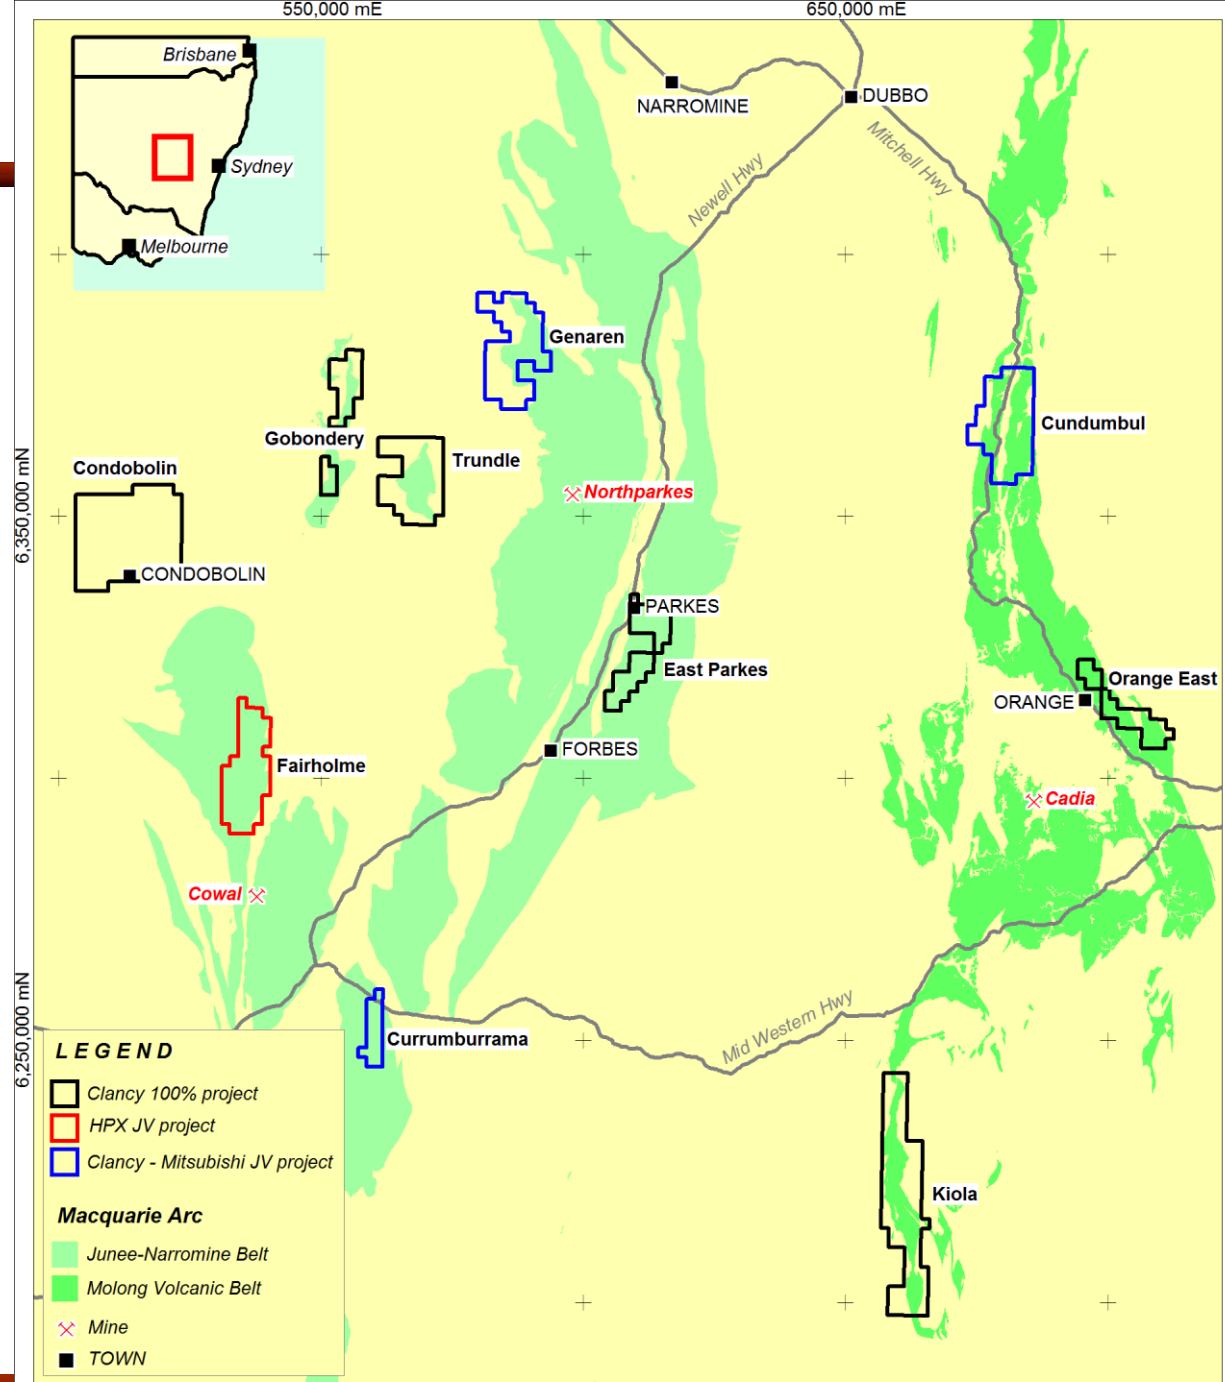 550,000 mE
650,000 mE
Brisbane
Sydney
Melbourne
NARROMINE
DUBBO
Newell Hwy
Mitchell Hwy
Genaren
Gobondery
Trundle
Cundumbul
Condobolin
Northparkes
6,350,000 mN
CONDOBOLIN
PARKES
East Parkes
Orange East
ORANGE
FORBES
Fairholme
Cadia
Cowal
Mid Western Hwy
6,250,000 mN
Currumburrama
Kiola
LEGEND
Clancy 100% project
HPX JV project
Clancy - Mitsubishi JV project
Macquarie Arc
Junee-Narromine Belt
Molong Volcanic Belt
Mine
TOWN